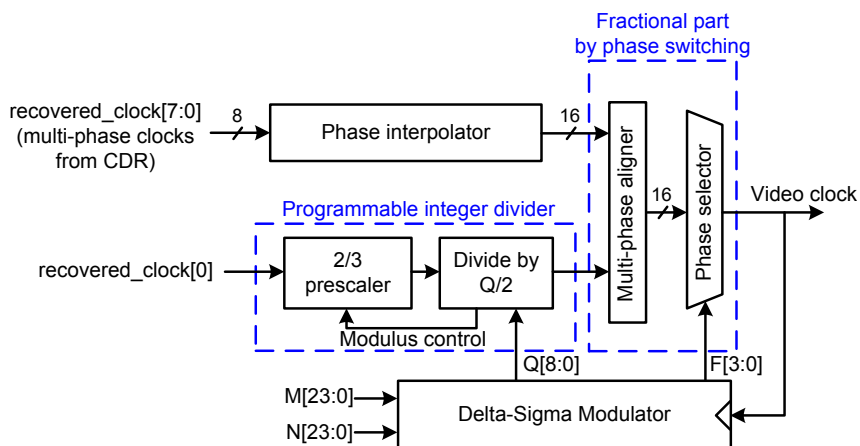 Fractional part
by phase switching
recovered_clock[7:0]
(multi-phase clocks
from CDR)
8
Phase interpolator
16
Multi-phase aligner
16
Phase selector
Video clock
Programmable integer divider
recovered_clock[0]
2/3
prescaler
Divide by
Q/2
Modulus control
Q[8:0]
F[3:0]
M[23:0]
N[23:0]
Delta-Sigma Modulator